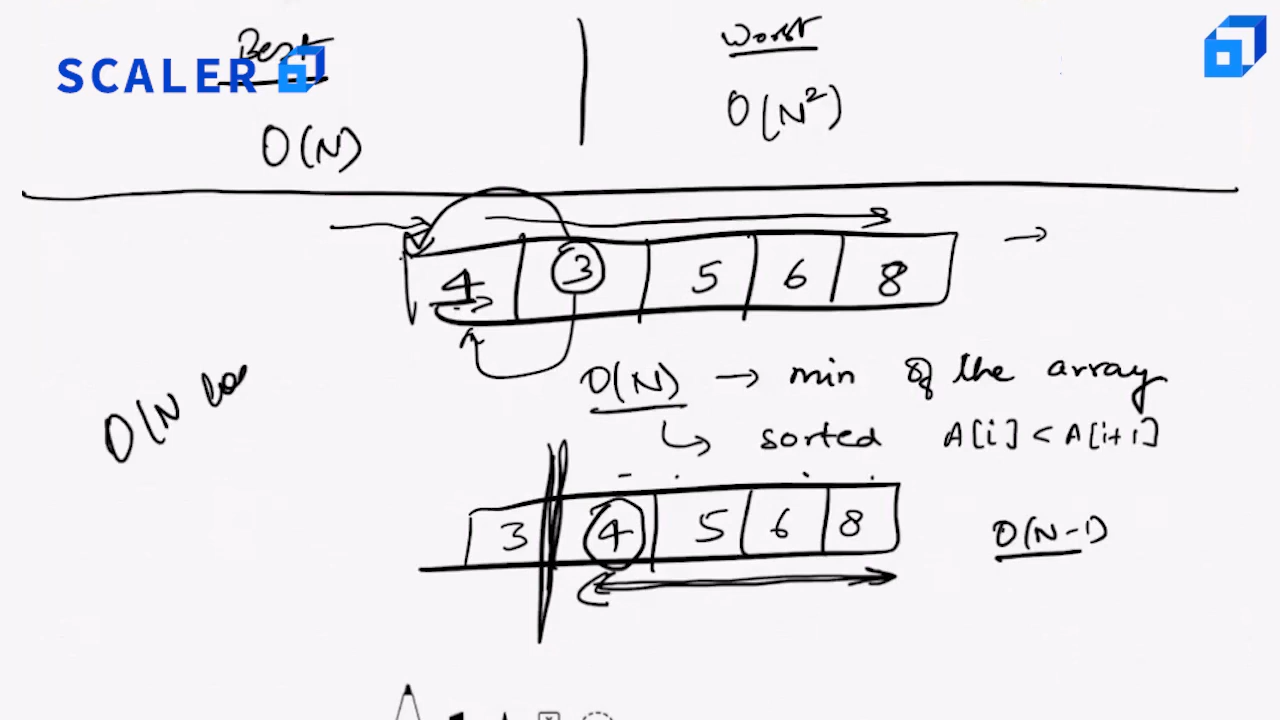 Best
SCALER
Worst
O(N)
O(N²)
4 3 5 6 8
O(N) → min of the array
O(N
↳ sorted A[i] < A[i+1]
3 4 5 6 8
O(N-1)